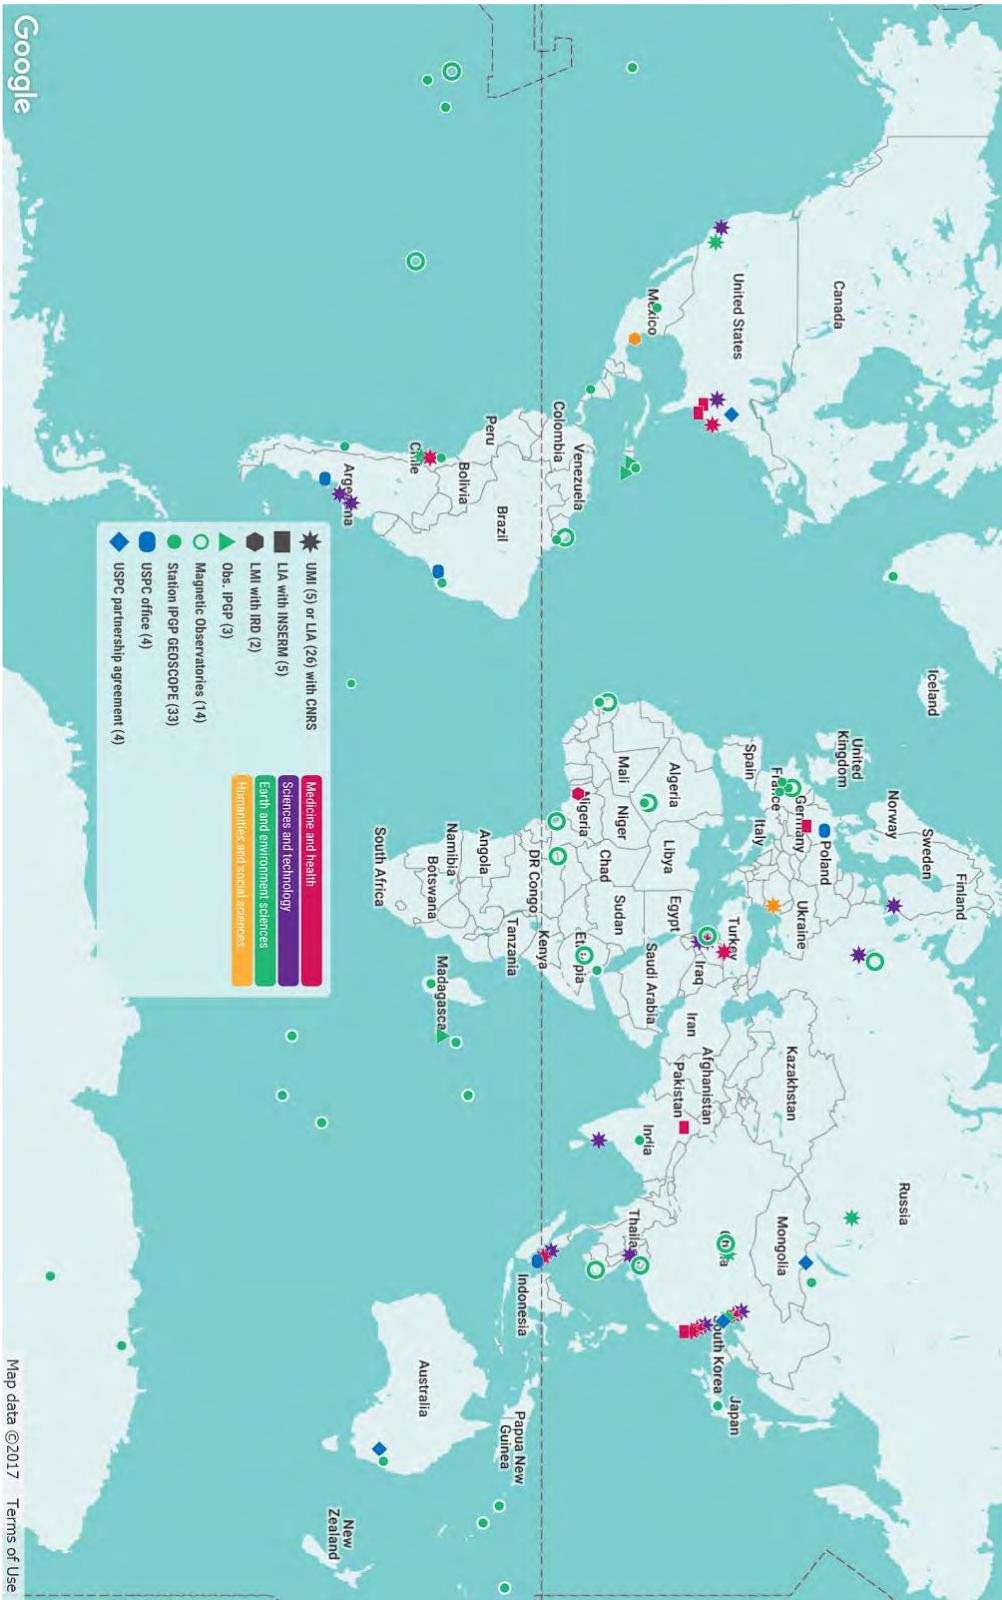 Canada
United States
Mexico
Iceland
Norway
Sweden
Finland
United
Kingdom
Russia
Poland
Germany
France
Ukraine
Kazakhstan
Mongolia
Spain
Italy
Turkey
Iraq
Iran
Afghanistan
Pakistan
Japan
South Korea
Algeria
Libya
Egypt
Saudi Arabia
India
Mali
Niger
Chad
Sudan
Nigeria
Ethiopia
Venezuela
Colombia
DR Congo
Kenya
Indonesia
Papua New
Guinea
Brazil
Peru
Bolivia
Angola
Tanzania
Namibia
Botswana
Madagascar
Chile
Australia
South Africa
Argentina
New
Zealand
UMI (5) or LIA (26) with CNRS
LIA with INSERM (5)
LMI with IRD (2)
Obs. IPGP (3)
Magnetic Observatories (14)
Station IPGP GEOSCOPE (33)
USPC office (4)
USPC partnership agreement (4)
Medicine and health
Sciences and technology
Earth and environment sciences
Humanities and social sciences
Google
Map data ©2017 Terms of Use